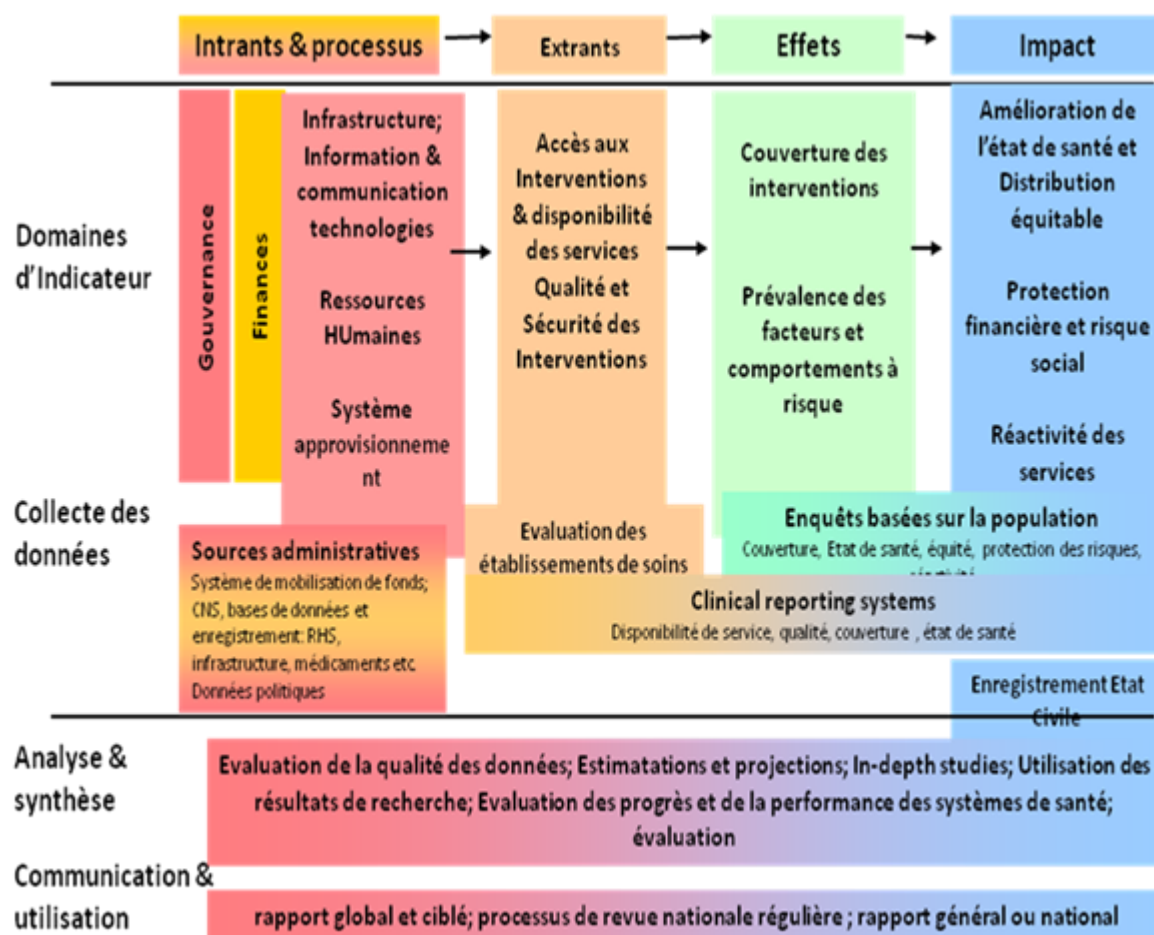 Intrants & processus
Extrants
Effets
Impact
Domaines
d'Indicateur
Gouvernance
Finances
Infrastructure;
Information &
communication
technologies
Ressources
HUmaines
Système
approvisionneme
nt
Accès aux
Interventions
& disponibilité
des services
Qualité et
Sécurité des
Interventions
Couverture des
interventions
Prévalence des
facteurs et
comportements à
risque
Amélioration de
l'état de santé et
Distribution
équitable
Protection
financière et risque
social
Réactivité des
services
Collecte des
données
Sources administratives
Système de mobilisation de fonds;
CNS, bases de données et
enregistrement: RHS,
infrastructure, médicaments etc
Données politiques
Evaluation des
établissements de soins
Enquêts basées sur la population
Couverture, Etat de santé, équité, protection des risques,
Clinical reporting systems
Disponibilité de service, qualité, couverture , état de santé
Enregistrement Etat
Civile
Analyse &
synthèse
Evaluation de la qualité des données; Estimatations et projections; In-depth studies; Utilisation des
résultats de recherche; Evaluation des progrès et de la performance des systèmes de santé;
évaluation
Communication &
utilisation
rapport global et ciblé; processus de revue nationale régulière ; rapport général ou national